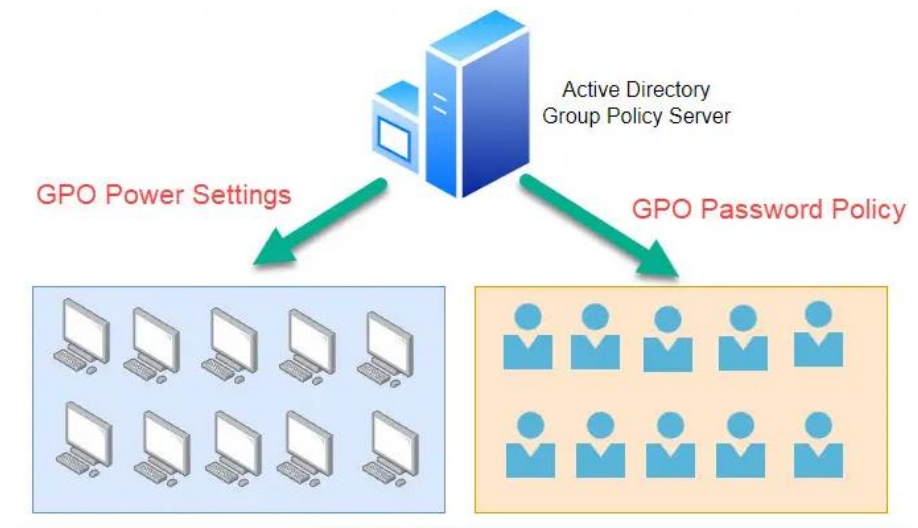 Active Directory
Group Policy Server
GPO Power Settings
GPO Password Policy